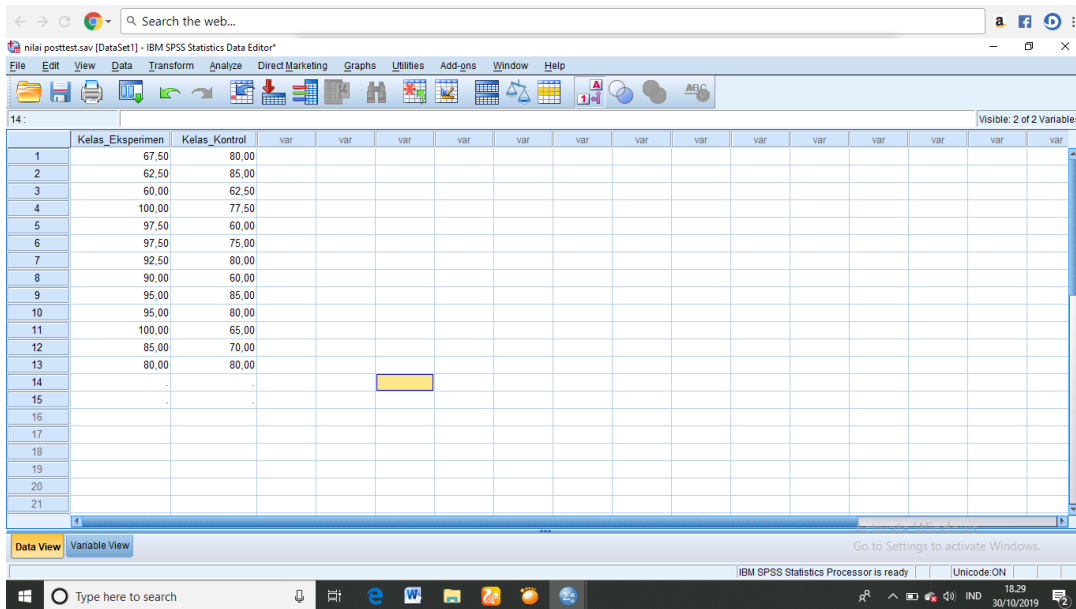 Search the web...
nilai posttest.sav [DataSet1] - IBM SPSS Statistics Data Editor*
File Edit View Data Transform Analyze Direct Marketing Graphs Utilities Add-ons Window Help
14 : Visible: 2 of 2 Variables
Kelas_Eksperimen Kelas_Kontrol var var var var var var var var var var var var var var
1 67,50 80,00
2 62,50 85,00
3 60,00 62,50
4 100,00 77,50
5 97,50 60,00
6 97,50 75,00
7 92,50 80,00
8 90,00 60,00
9 95,00 85,00
10 95,00 80,00
11 100,00 65,00
12 85,00 70,00
13 80,00 80,00
14 . .
15 . .
16
17
18
19
20
21
Data View Variable View
Go to Settings to activate Windows.
IBM SPSS Statistics Processor is ready Unicode:ON
Type here to search IND 18.29
30/10/2019